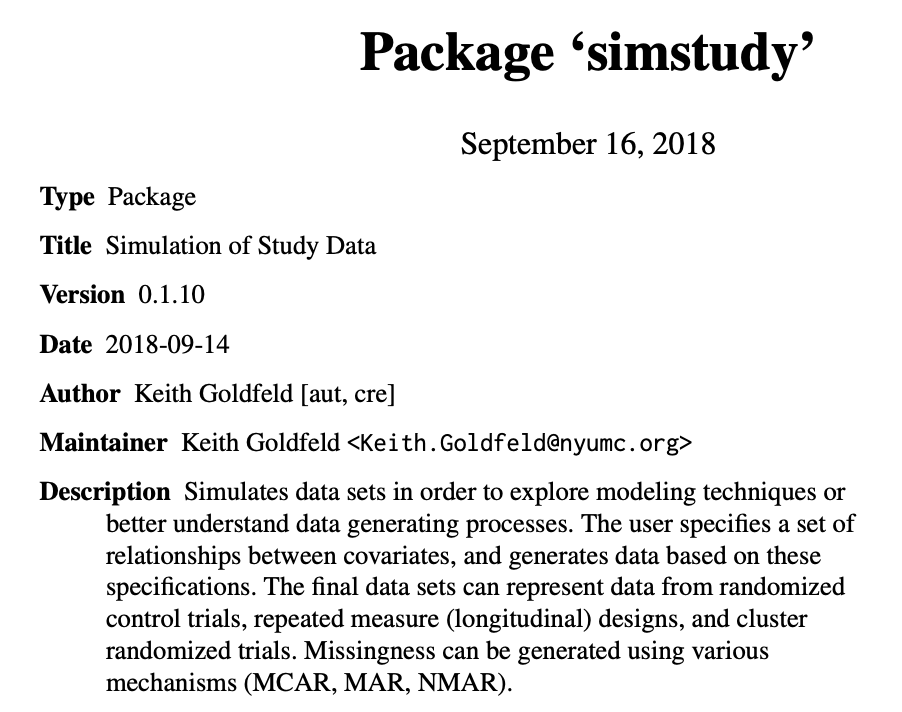 Package ‘simstudy’
September 16, 2018
Type Package
Title Simulation of Study Data
Version 0.1.10
Date 2018-09-14
Author Keith Goldfeld [aut, cre]
Maintainer Keith Goldfeld <Keith.Goldfeld@nyumc.org>
Description Simulates data sets in order to explore modeling techniques or
better understand data generating processes. The user specifies a set of
relationships between covariates, and generates data based on these
specifications. The final data sets can represent data from randomized
control trials, repeated measure (longitudinal) designs, and cluster
randomized trials. Missingness can be generated using various
mechanisms (MCAR, MAR, NMAR).